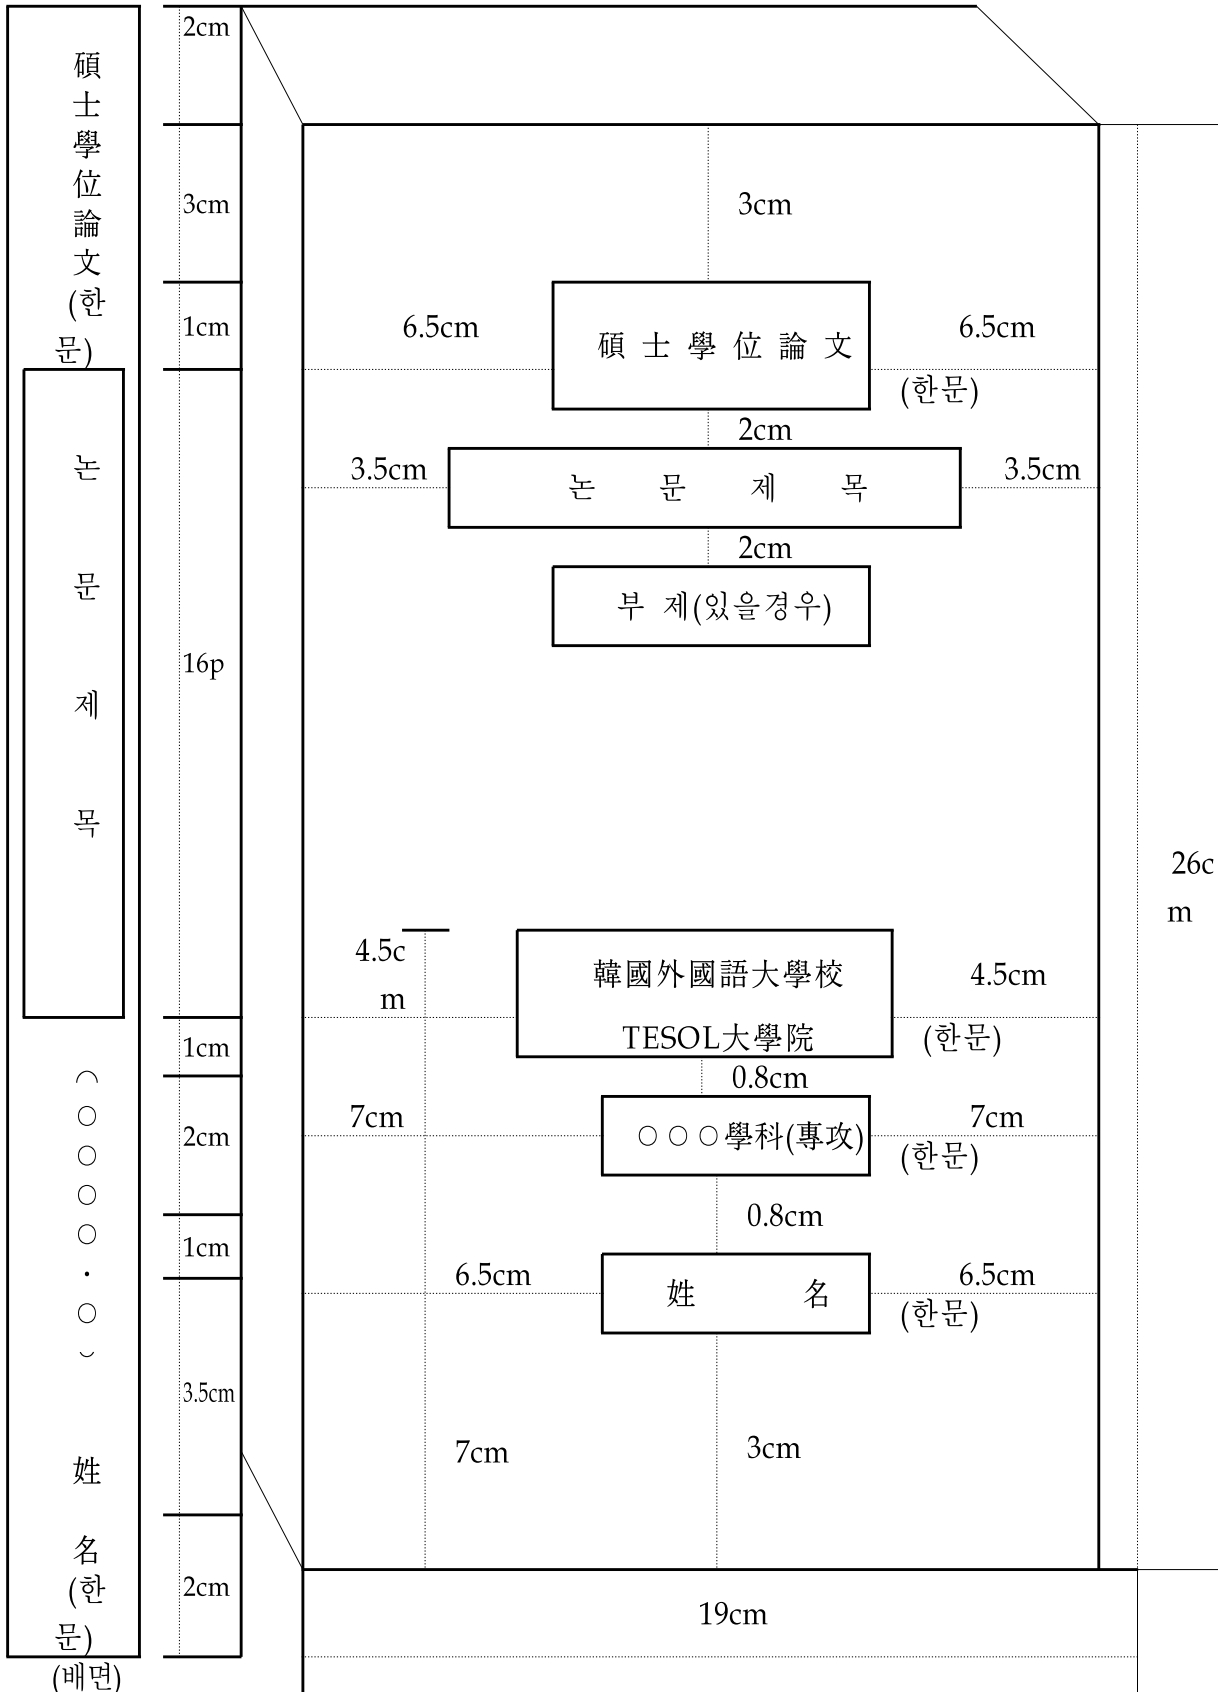 碩
士
學
位
論
文
(한
문)
논
문
제
목
(
○
○
○
○
.
○
)
姓
名
(한
문)
(배면)
2cm
3cm
1cm
16p
1cm
2cm
1cm
3.5cm
2cm
3cm
6.5cm
碩 士 學 位 論 文
6.5cm
(한문)
2cm
3.5cm
논 문 제 목
3.5cm
2cm
부 제(있을경우)
26c
m
4.5c
m
韓國外國語大學校
TESOL大學院
4.5cm
(한문)
0.8cm
7cm
○○○學科(專攻)
7cm
(한문)
0.8cm
6.5cm
姓 名
6.5cm
(한문)
7cm
3cm
19cm